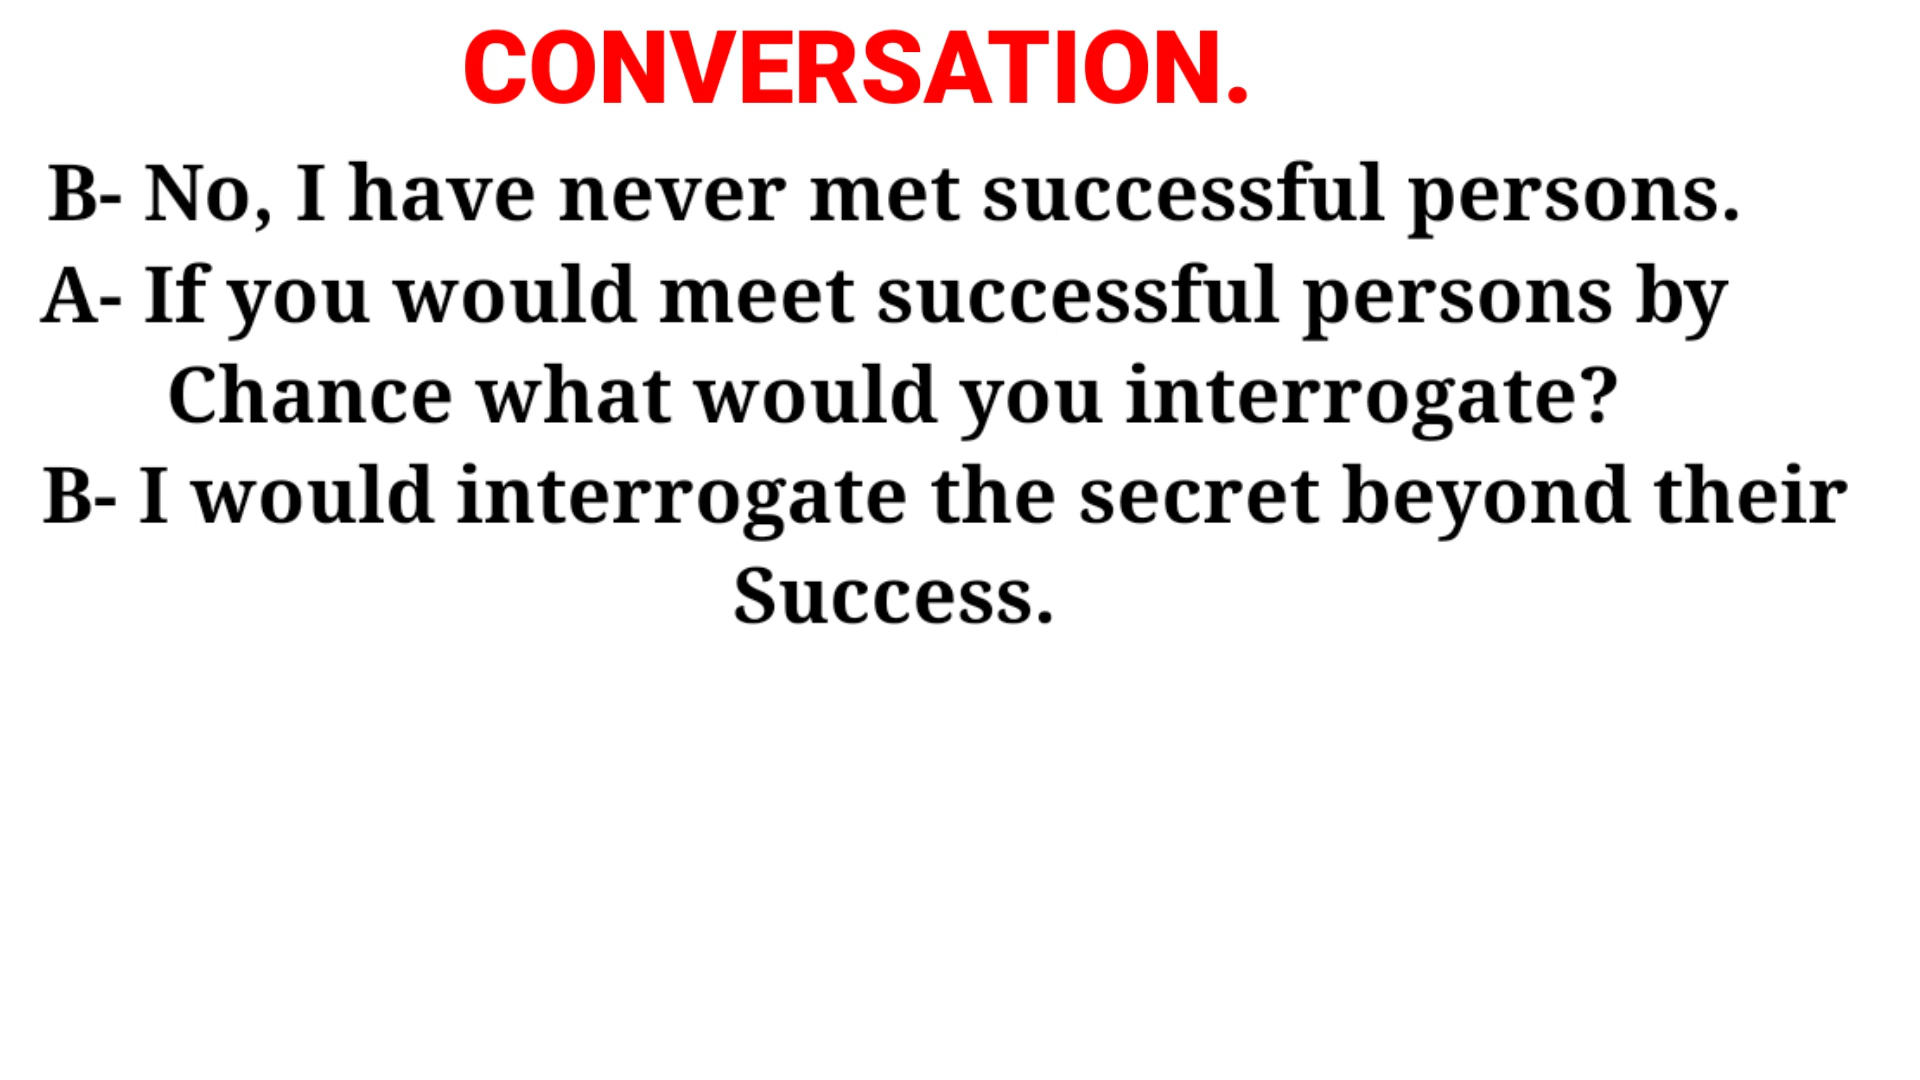 CONVERSATION.
B- No, I have never met successful persons.
A- If you would meet successful persons by
Chance what would you interrogate?
B- I would interrogate the secret beyond their
Success.